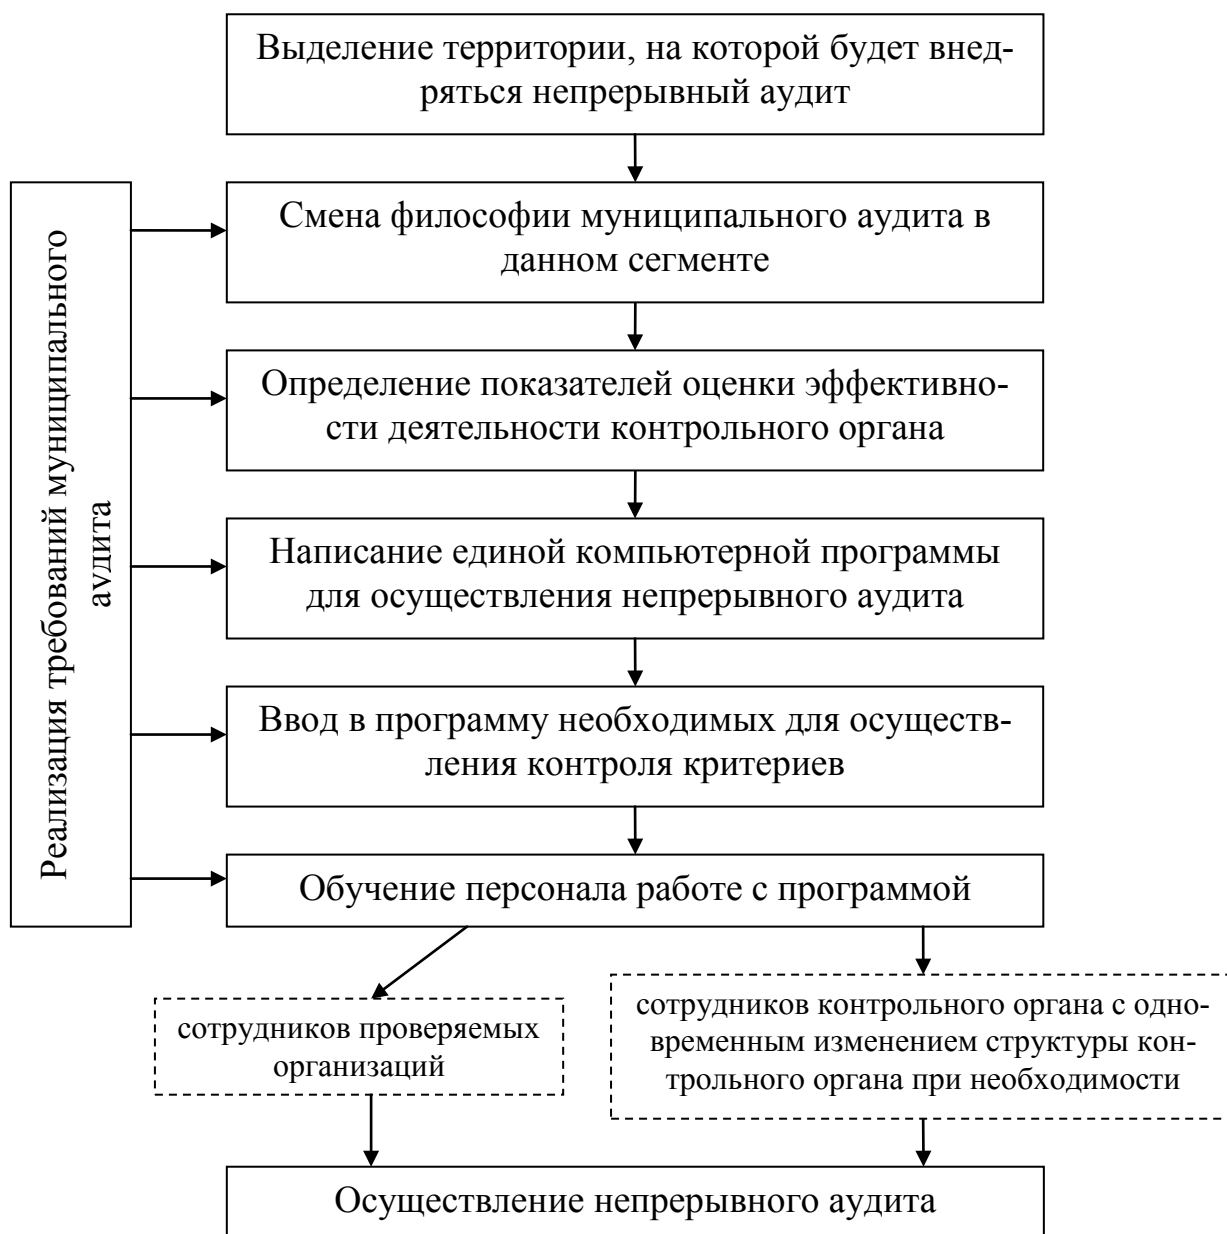 Выделение территории, на которой будет внед-
ряться непрерывный аудит
Реализация требований муниципального
аудита
Смена философии муниципального аудита в
данном сегменте
Определение показателей оценки эффективно-
сти деятельности контрольного органа
Написание единой компьютерной программы
для осуществления непрерывного аудита
Ввод в программу необходимых для осуществ-
ления контроля критериев
Обучение персонала работе с программой
сотрудников проверяемых
организаций
сотрудников контрольного органа с одно-
временным изменением структуры кон-
трольного органа при необходимости
Осуществление непрерывного аудита